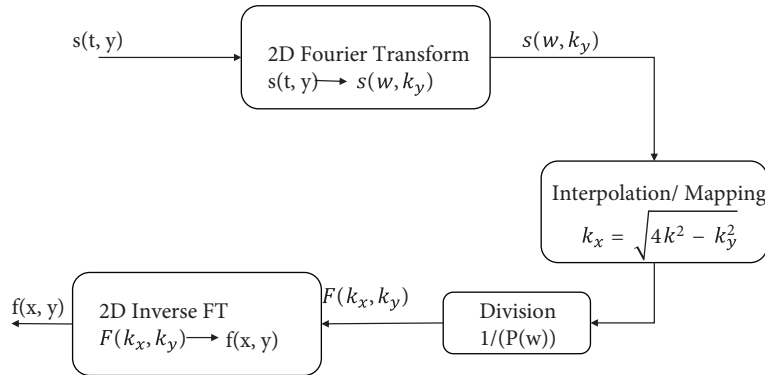 s(t, y)
2D Fourier Transform
s(t, y) → s(w, k_y)
s(w, k_y)
Interpolation/ Mapping
k_x = √(4k² − k_y²)
Division
1/(P(w))
F(k_x, k_y)
2D Inverse FT
F(k_x, k_y) → f(x, y)
f(x, y)